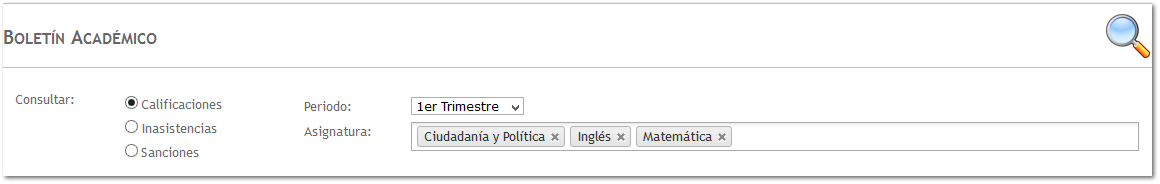 BOLETÍN ACADÉMICO
Consultar:
Calificaciones
Inasistencias
Sanciones
Periodo: 1er Trimestre
Asignatura: Ciudadanía y Política × Inglés × Matemática ×